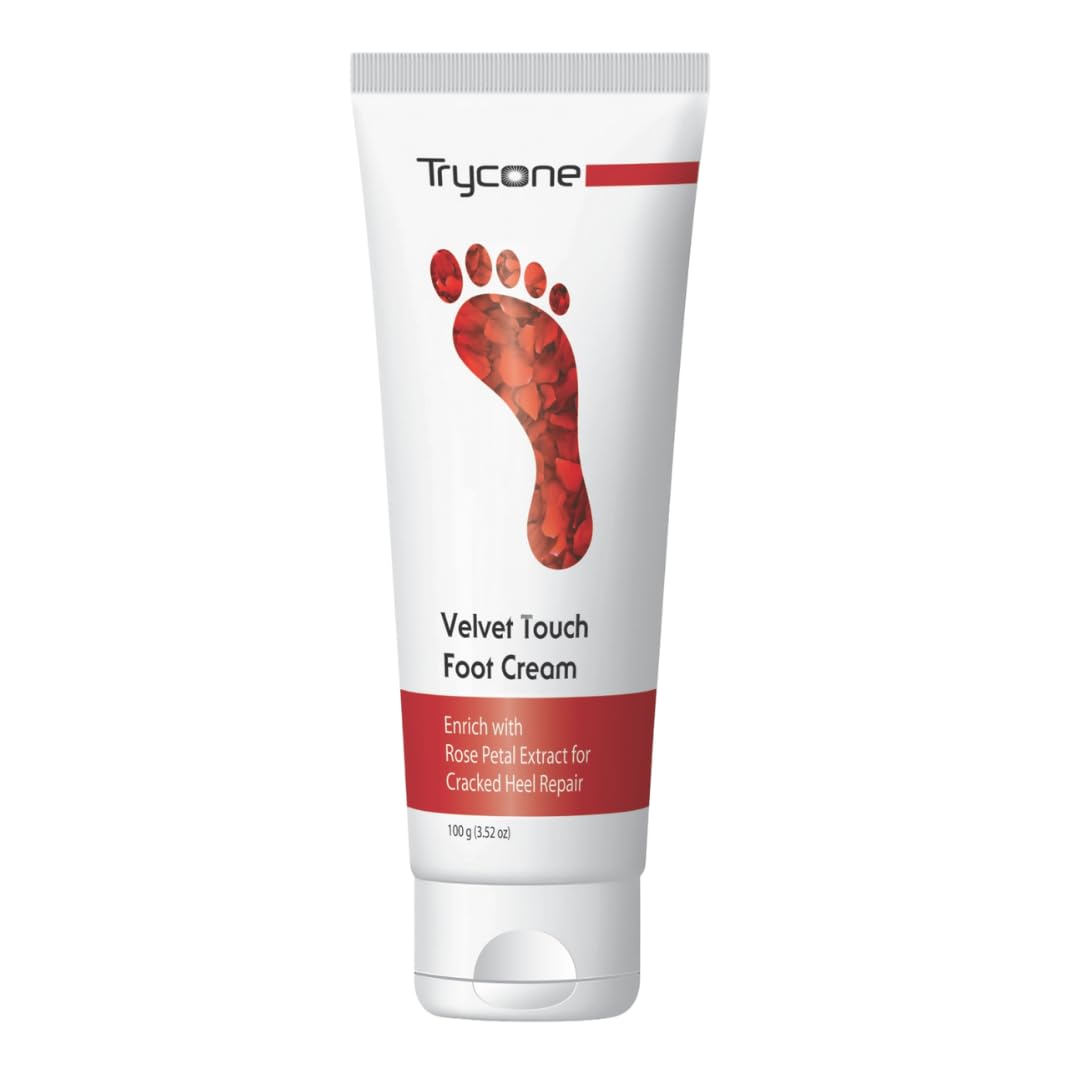 Trycone
Velvet Touch
Foot Cream
Enrich with
Rose Petal Extract for
Cracked Heel Repair
100 g (3.52 oz)